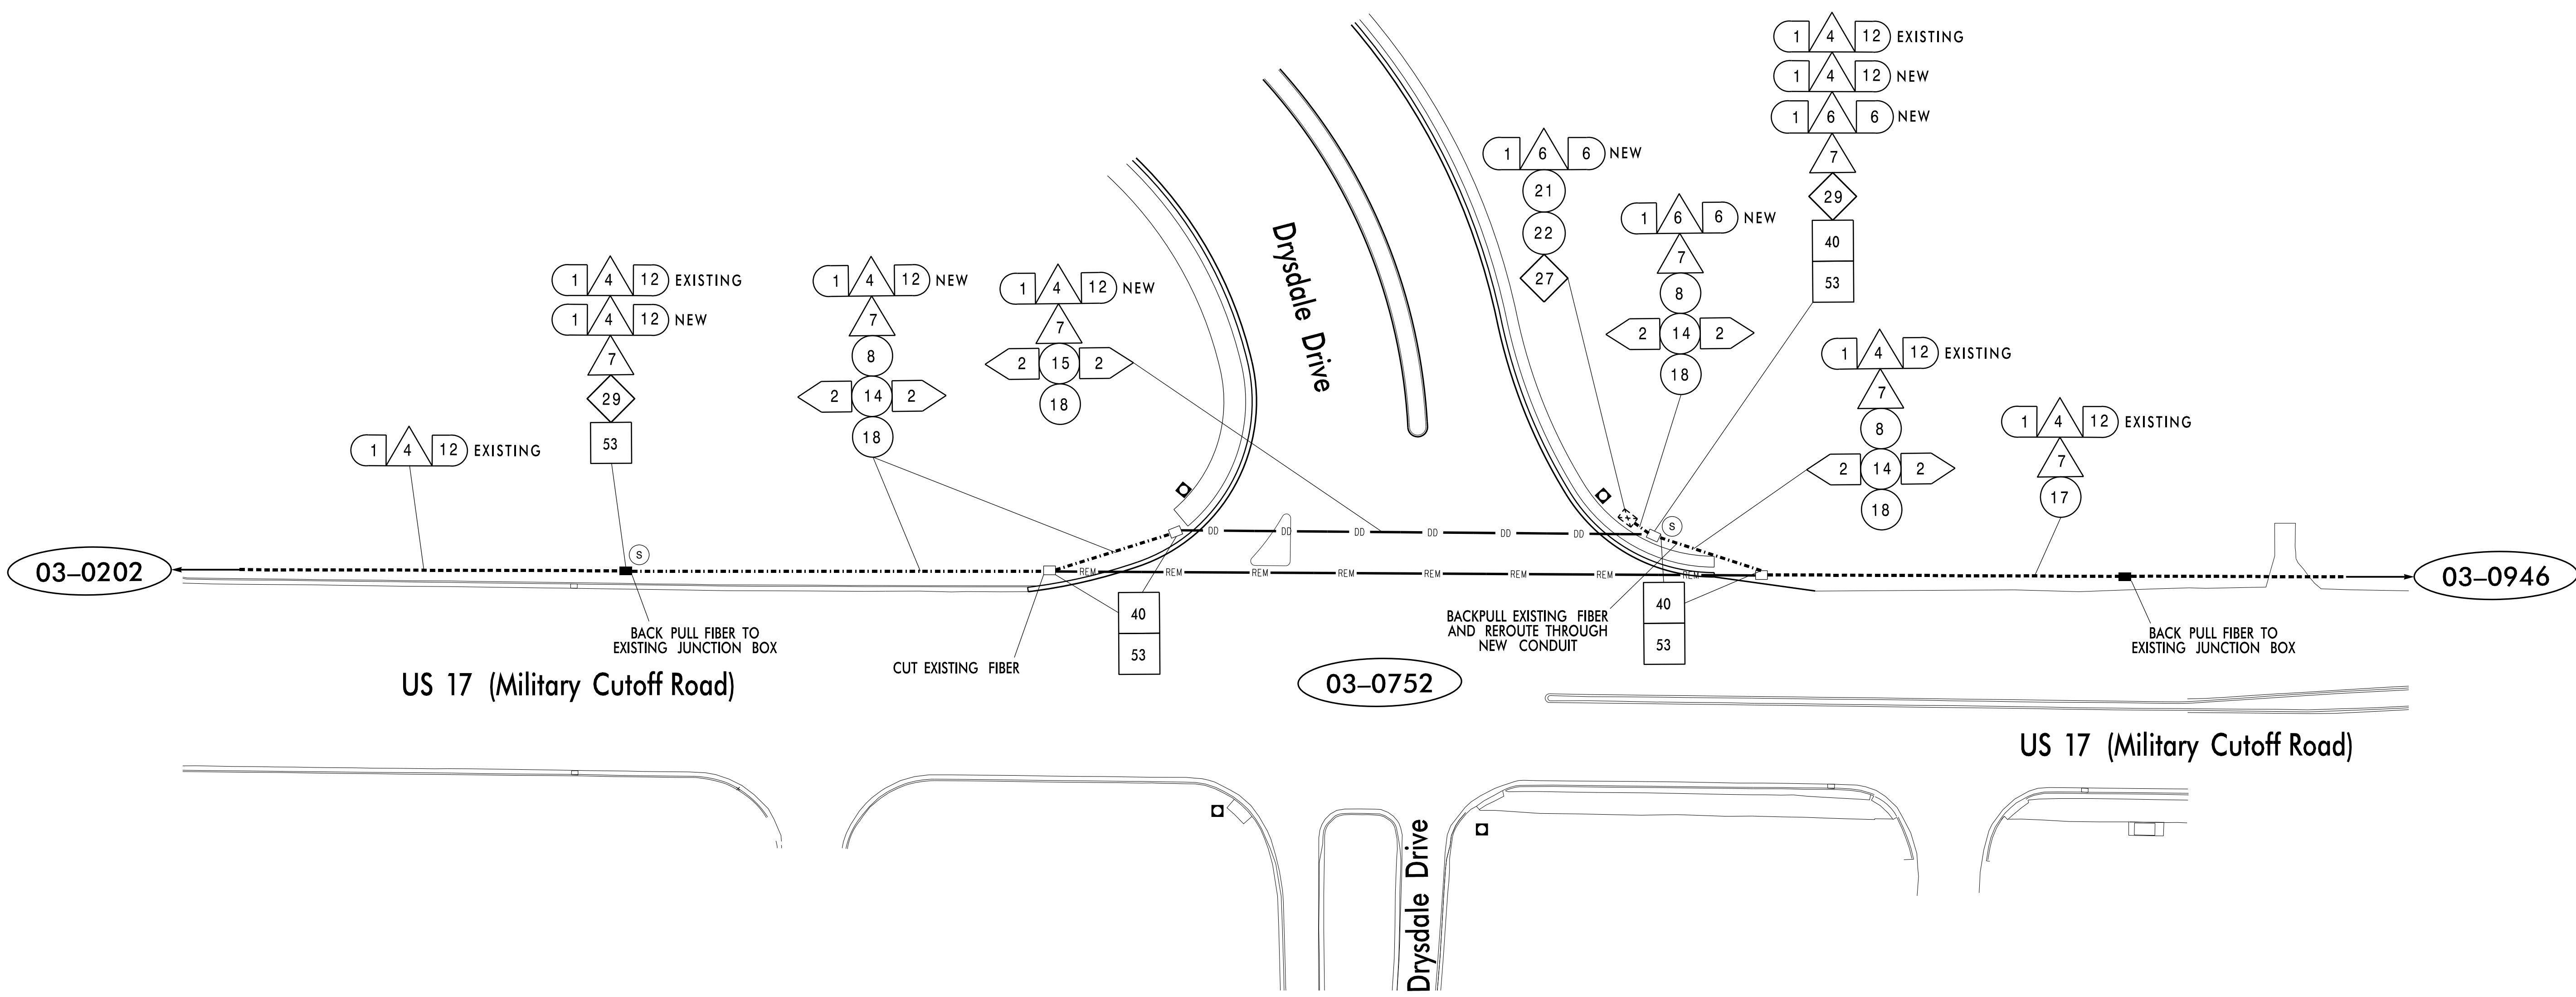 1 4 12 EXISTING
1 4 12 NEW
1 6 6 NEW
7
29
40
53
1 6 6 NEW
21
22
27
1 6 6 NEW
7
8
2 14 2
18
1 4 12 EXISTING
1 4 12 NEW
7
29
53
1 4 12 NEW
7
8
2 14 2
18
1 4 12 NEW
7
2 15 2
18
Drysdale Drive
1 4 12 EXISTING
7
8
2 14 2
18
1 4 12 EXISTING
7
17
1 4 12 EXISTING
S
S
DD DD DD DD DD DD
03-0202
REM REM REM REM REM REM REM REM
03-0946
40
53
40
53
BACK PULL FIBER TO
EXISTING JUNCTION BOX
CUT EXISTING FIBER
BACKPULL EXISTING FIBER
AND REROUTE THROUGH
NEW CONDUIT
BACK PULL FIBER TO
EXISTING JUNCTION BOX
US 17 (Military Cutoff Road)
03-0752
US 17 (Military Cutoff Road)
Drysdale Drive